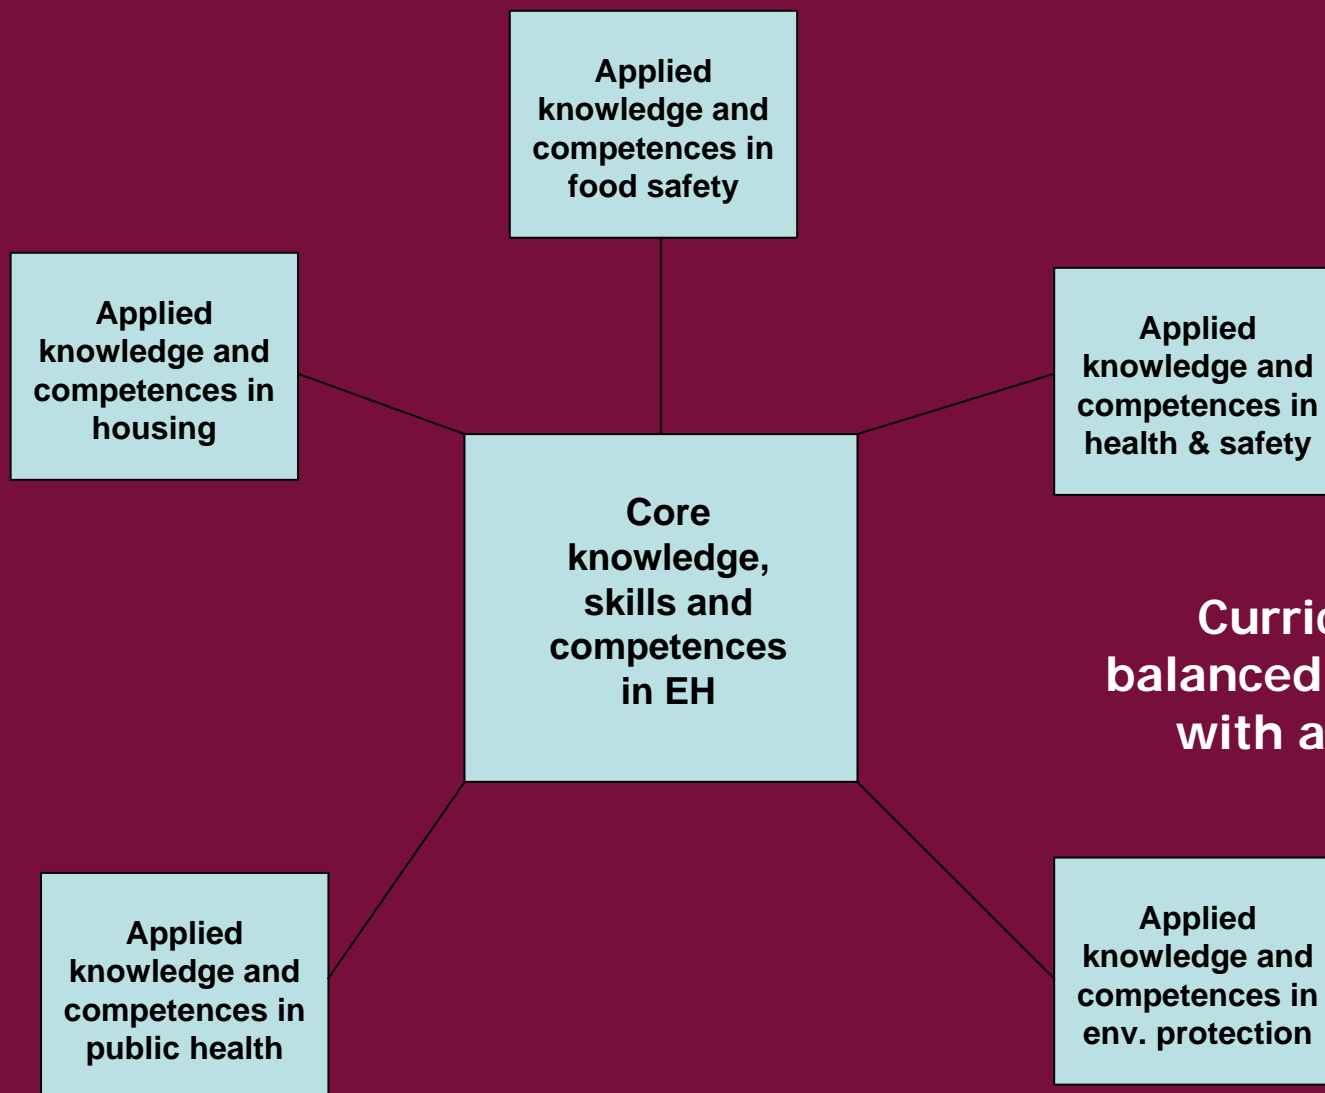 Applied
knowledge and
competences in
food safety
Applied
knowledge and
competences in
housing
Applied
knowledge and
competences in
health & safety
Core
knowledge,
skills and
competences
in EH
balanced
with a
Applied
knowledge and
competences in
public health
Applied
knowledge and
competences in
env. protection